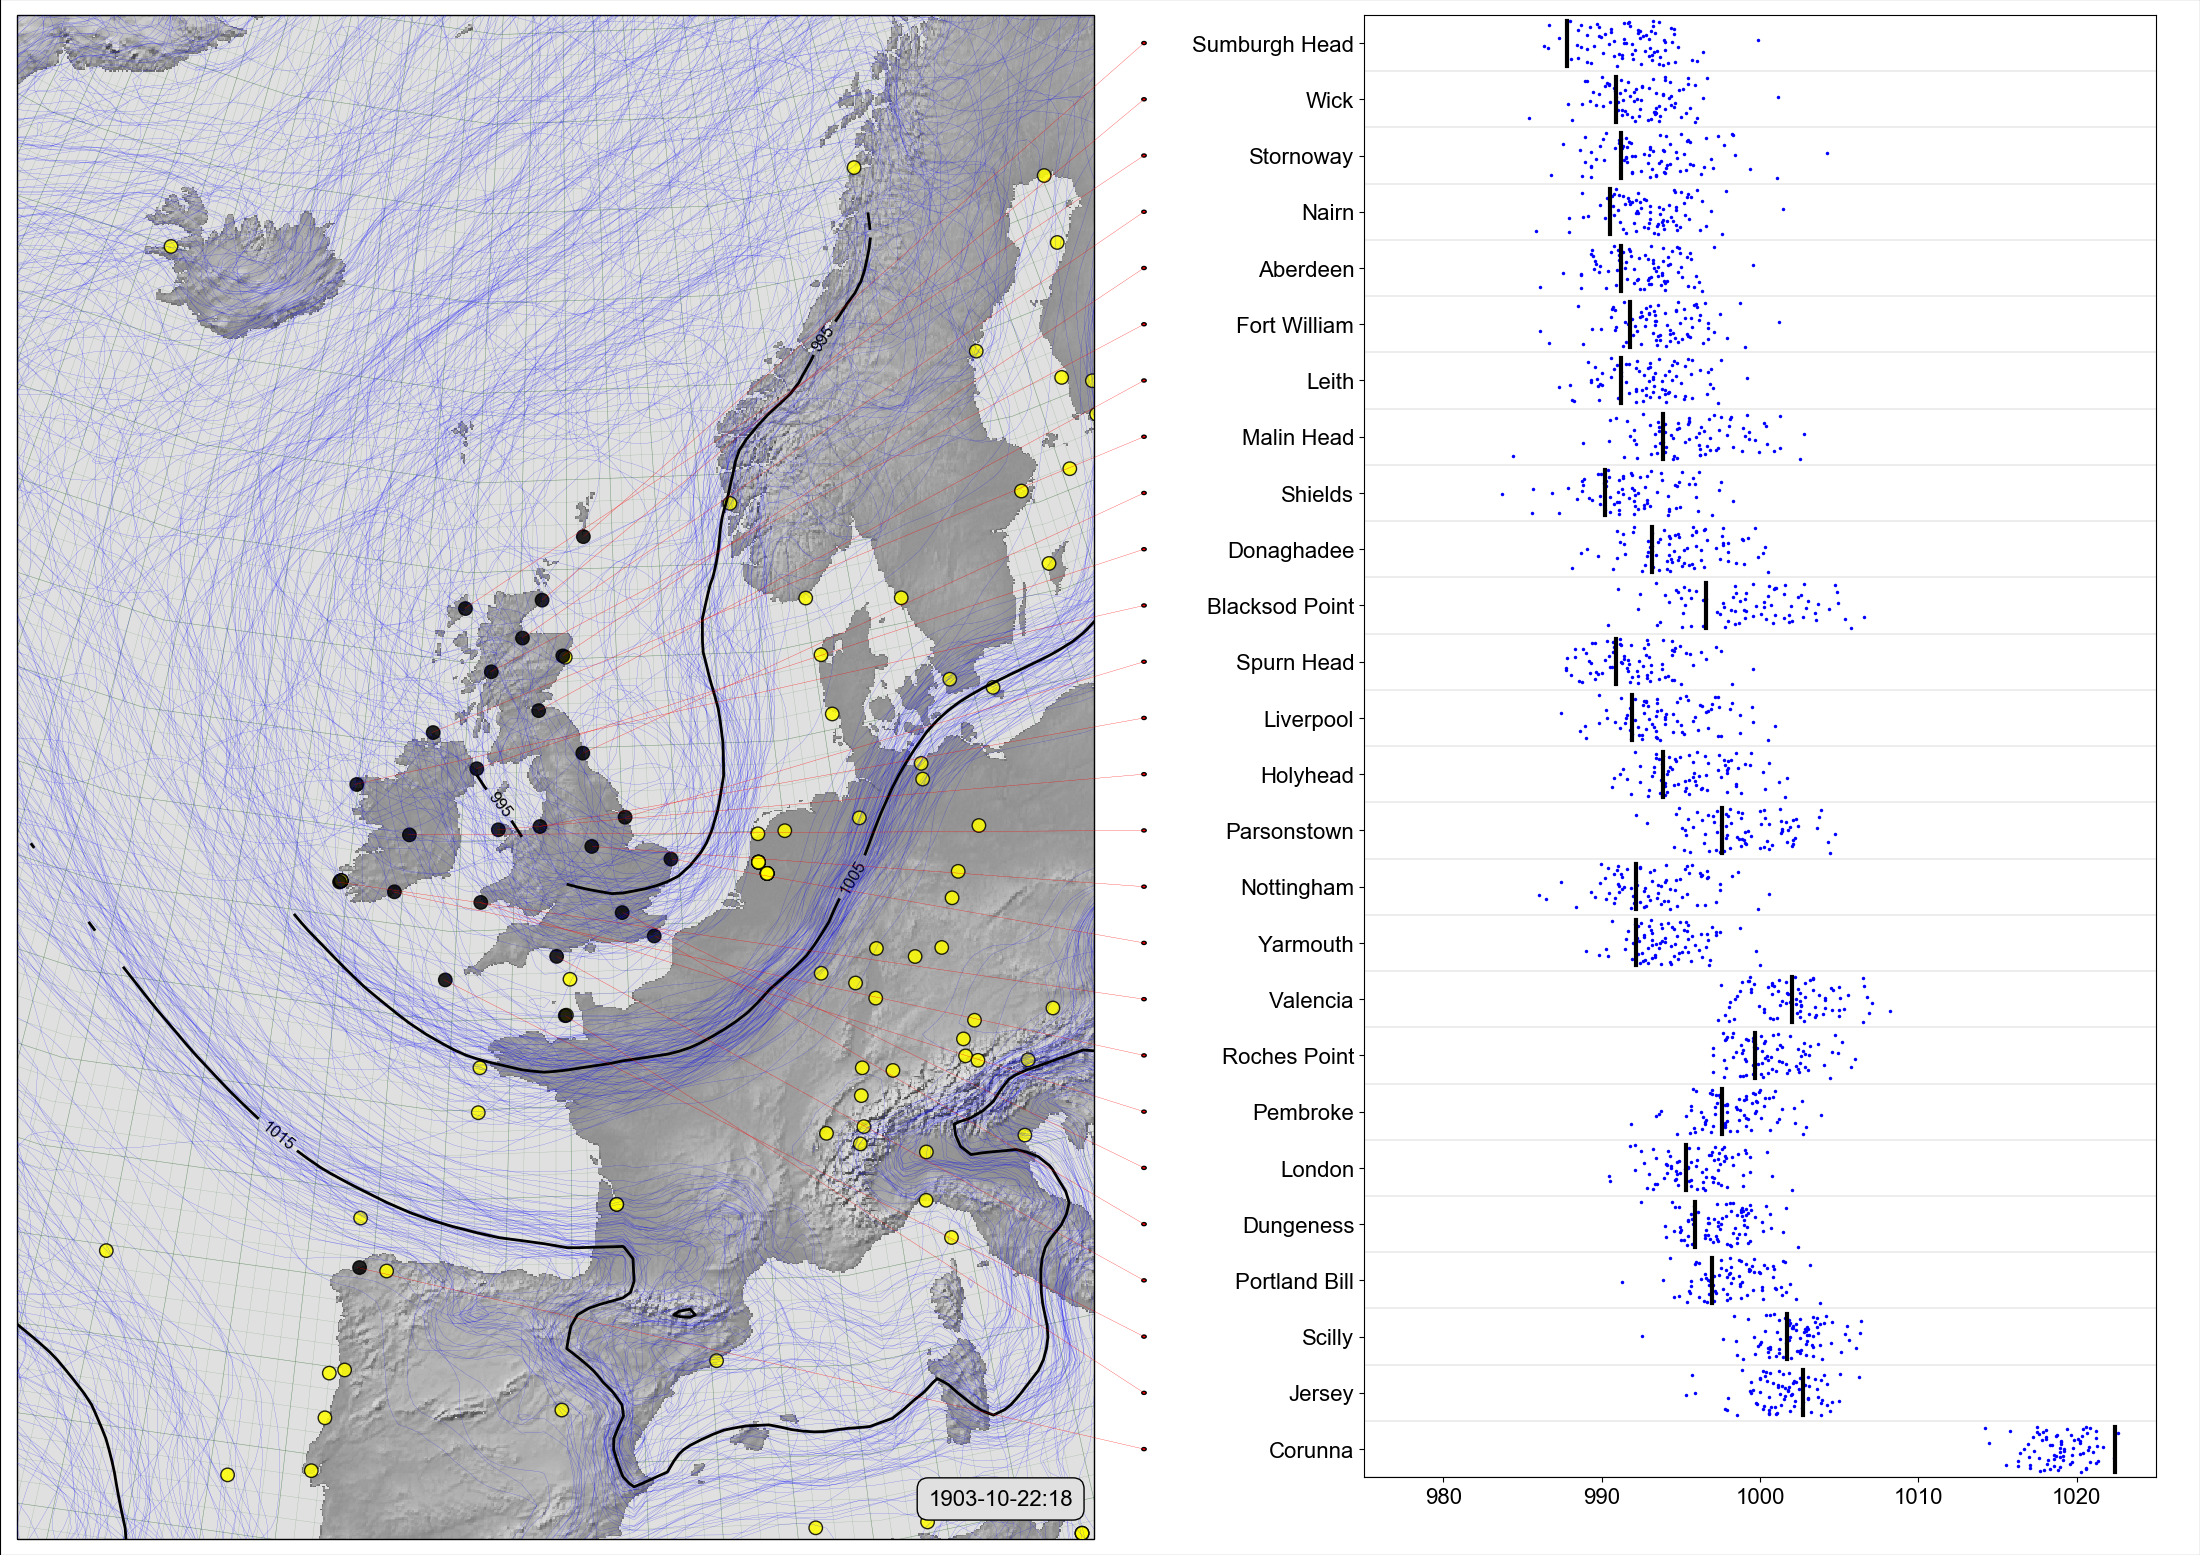 995
995
1005
1015
1903-10-22:18
Sumburgh Head
Wick
Stornoway
Nairn
Aberdeen
Fort William
Leith
Malin Head
Shields
Donaghadee
Blacksod Point
Spurn Head
Liverpool
Holyhead
Parsonstown
Nottingham
Yarmouth
Valencia
Roches Point
Pembroke
London
Dungeness
Portland Bill
Scilly
Jersey
Corunna
980 990 1000 1010 1020